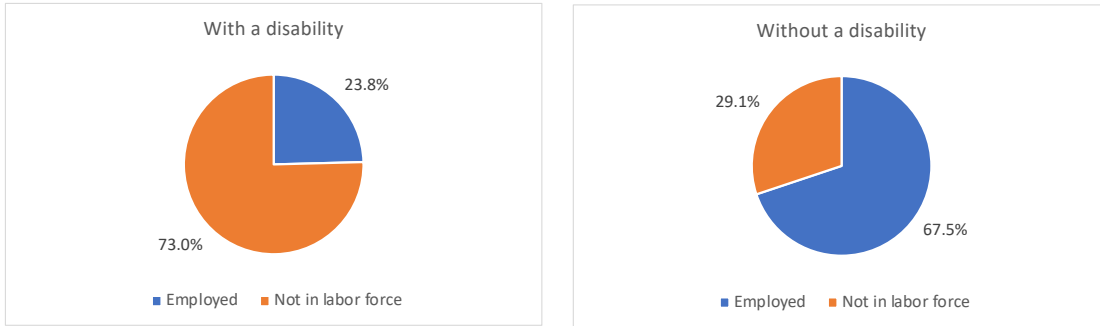 With a disability
23.8%
73.0%
Employed Not in labor force
Without a disability
29.1%
67.5%
Employed Not in labor force